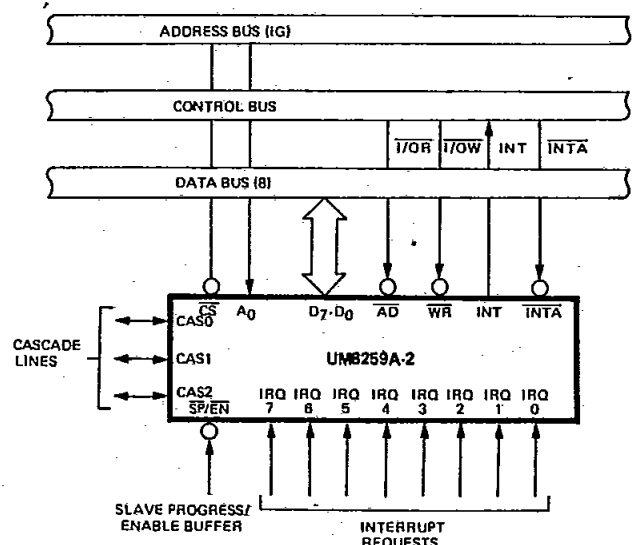 ADDRESS BUS (IG)
CONTROL BUS
I/OR I/OW INT INTA
DATA BUS (8)
CS A0 D7-D0 AD WR INT INTA
CASCADE
LINES
CAS0
CAS1
CAS2
UM8259A-2
SP/EN
IRQ IRQ IRQ IRQ IRQ IRQ IRQ IRQ
7 6 5 4 3 2 1 0
SLAVE PROGRESS/
ENABLE BUFFER
INTERRUPT
REQUESTS